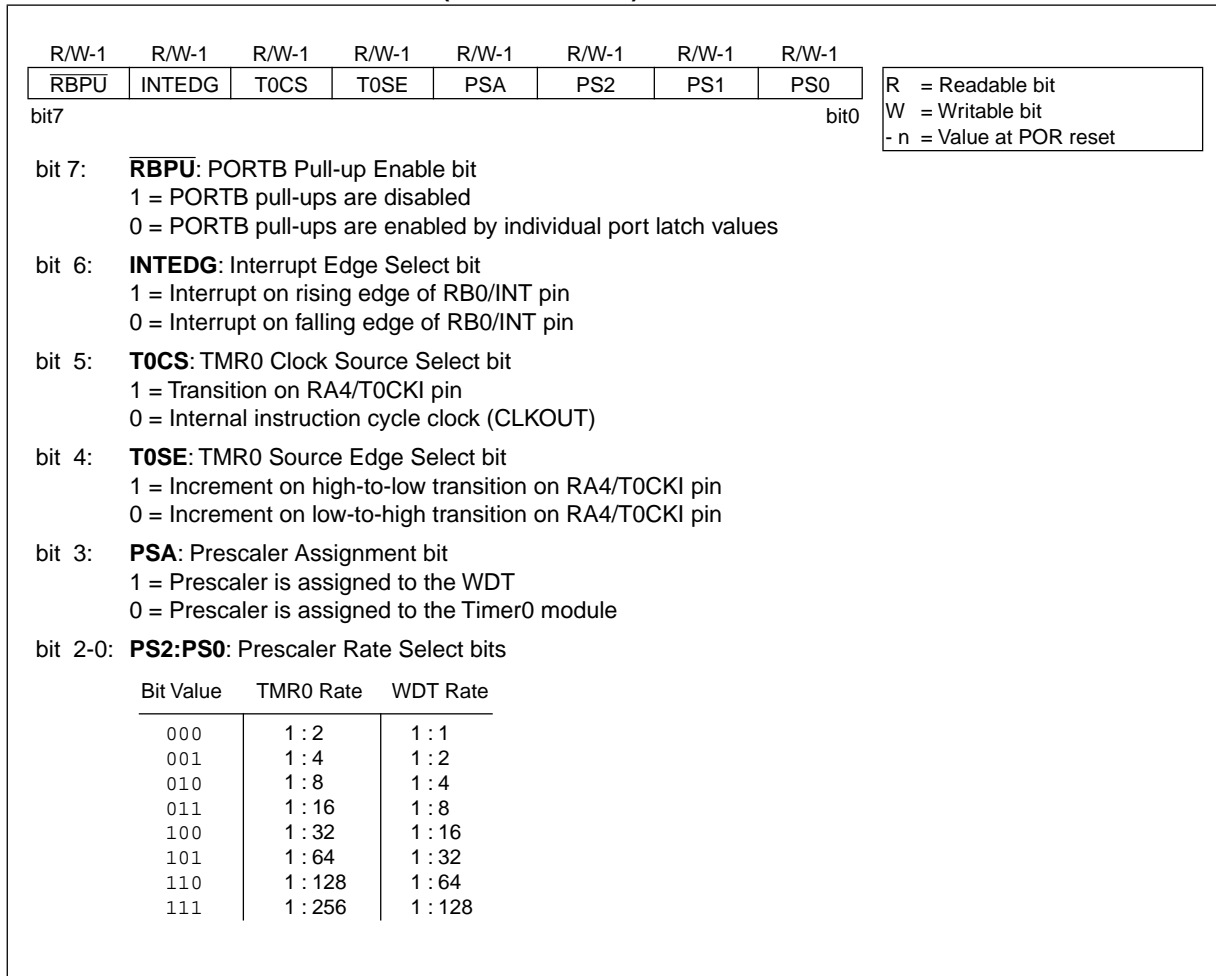 R/W-1 R/W-1 R/W-1 R/W-1 R/W-1 R/W-1 R/W-1 R/W-1
RBPU INTEDG T0CS T0SE PSA PS2 PS1 PS0
bit7 bit0
R = Readable bit
W = Writable bit
- n = Value at POR reset
bit 7: RBPU: PORTB Pull-up Enable bit
1 = PORTB pull-ups are disabled
0 = PORTB pull-ups are enabled by individual port latch values
bit 6: INTEDG: Interrupt Edge Select bit
1 = Interrupt on rising edge of RB0/INT pin
0 = Interrupt on falling edge of RB0/INT pin
bit 5: T0CS: TMR0 Clock Source Select bit
1 = Transition on RA4/T0CKI pin
0 = Internal instruction cycle clock (CLKOUT)
bit 4: T0SE: TMR0 Source Edge Select bit
1 = Increment on high-to-low transition on RA4/T0CKI pin
0 = Increment on low-to-high transition on RA4/T0CKI pin
bit 3: PSA: Prescaler Assignment bit
1 = Prescaler is assigned to the WDT
0 = Prescaler is assigned to the Timer0 module
bit 2-0: PS2:PS0: Prescaler Rate Select bits
Bit Value TMR0 Rate WDT Rate
000 1 : 2 1 : 1
001 1 : 4 1 : 2
010 1 : 8 1 : 4
011 1 : 16 1 : 8
100 1 : 32 1 : 16
101 1 : 64 1 : 32
110 1 : 128 1 : 64
111 1 : 256 1 : 128